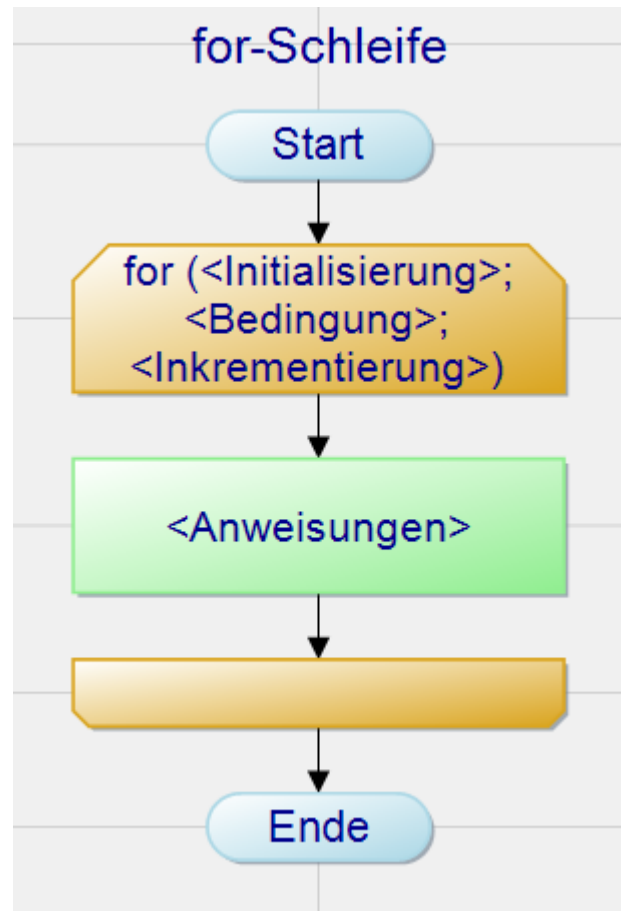 for-Schleife
Start
for (<Initialisierung>;
<Bedingung>;
<Inkrementierung>)
<Anweisungen>
Ende